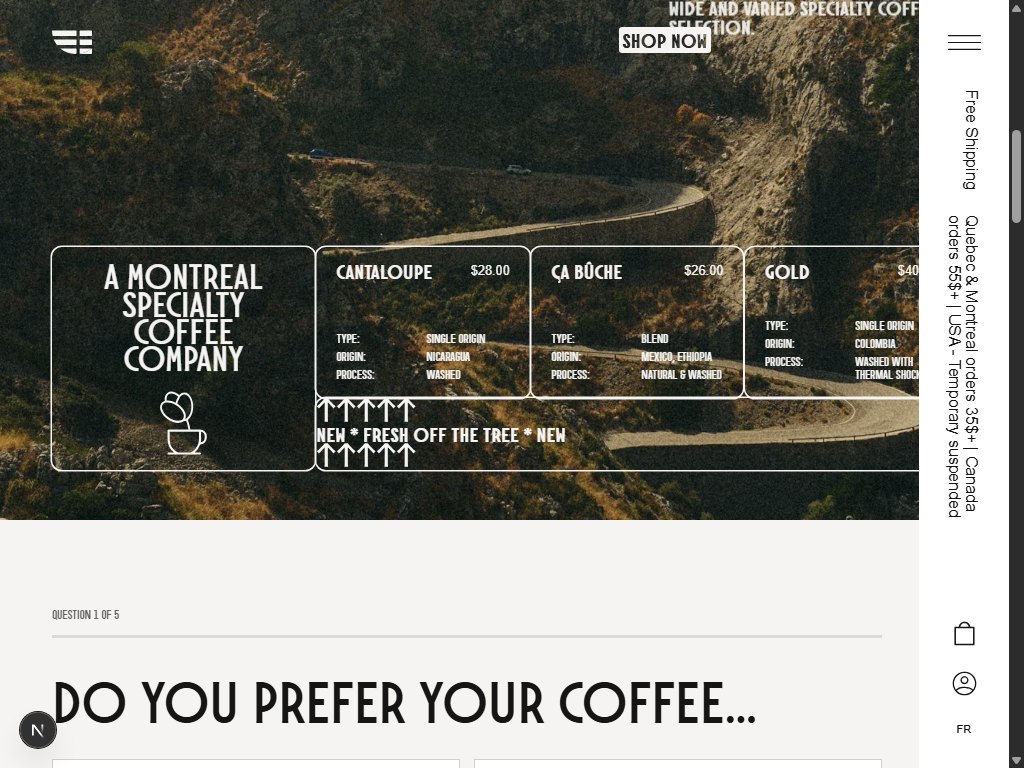 WIDE AND VARIED SPECIALTY COFF
SELECTION.
SHOP NOW
A MONTREAL
SPECIALTY
COFFEE
COMPANY
CANTALOUPE
$28.00
TYPE:
SINGLE ORIGIN
ORIGIN:
NICARAGUA
PROCESS:
WASHED
ÇA BÛCHE
$26.00
TYPE:
BLEND
ORIGIN:
MEXICO, ETHIOPIA
PROCESS:
NATURAL & WASHED
GOLD
$40
TYPE:
SINGLE ORIGIN
ORIGIN:
COLOMBIA
PROCESS:
WASHED WITH
THERMAL SHOCK
NEW * FRESH OFF THE TREE * NEW
QUESTION 1 OF 5
DO YOU PREFER YOUR COFFEE...
N
Free Shipping
Quebec & Montreal orders 35$+ | Canada
orders 55$+ | USA - Temporary suspended
FR